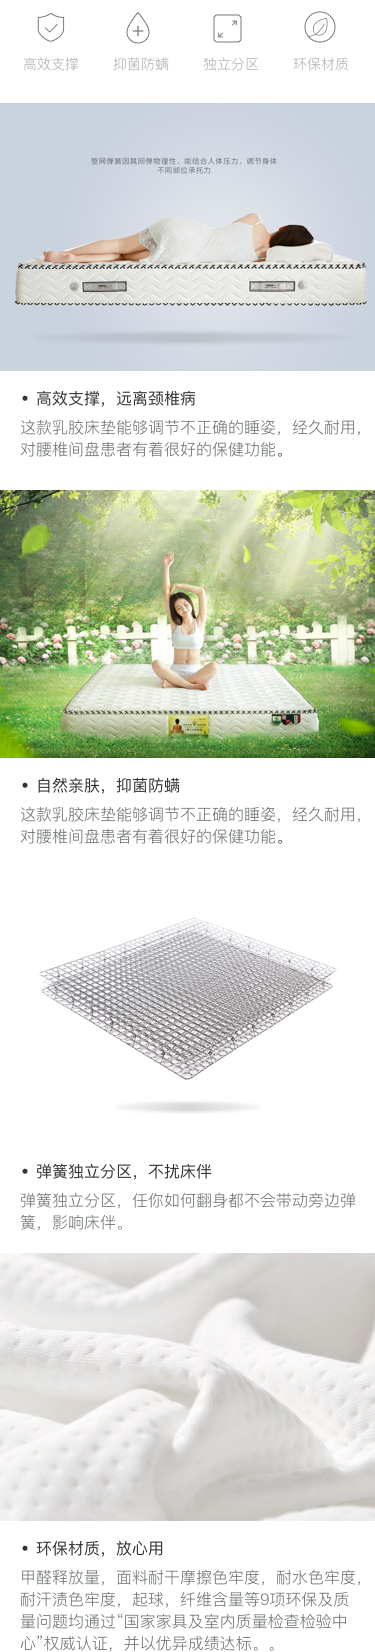 高效支撑 抑菌防螨 独立分区 环保材质
整网弹簧因其回弹物理性，能结合人体压力，调节身体
不同部位承托力
• 高效支撑，远离颈椎病
这款乳胶床垫能够调节不正确的睡姿，经久耐用，
对腰椎间盘患者有着很好的保健功能。
• 自然亲肤，抑菌防螨
这款乳胶床垫能够调节不正确的睡姿，经久耐用，
对腰椎间盘患者有着很好的保健功能。
• 弹簧独立分区，不扰床伴
弹簧独立分区，任你如何翻身都不会带动旁边弹
簧，影响床伴。
• 环保材质，放心用
甲醛释放量，面料耐干摩擦色牢度，耐水色牢度，
耐汗渍色牢度，起球，纤维含量等9项环保及质
量问题均通过“国家家具及室内质量检查检验中
心”权威认证，并以优异成绩达标。。